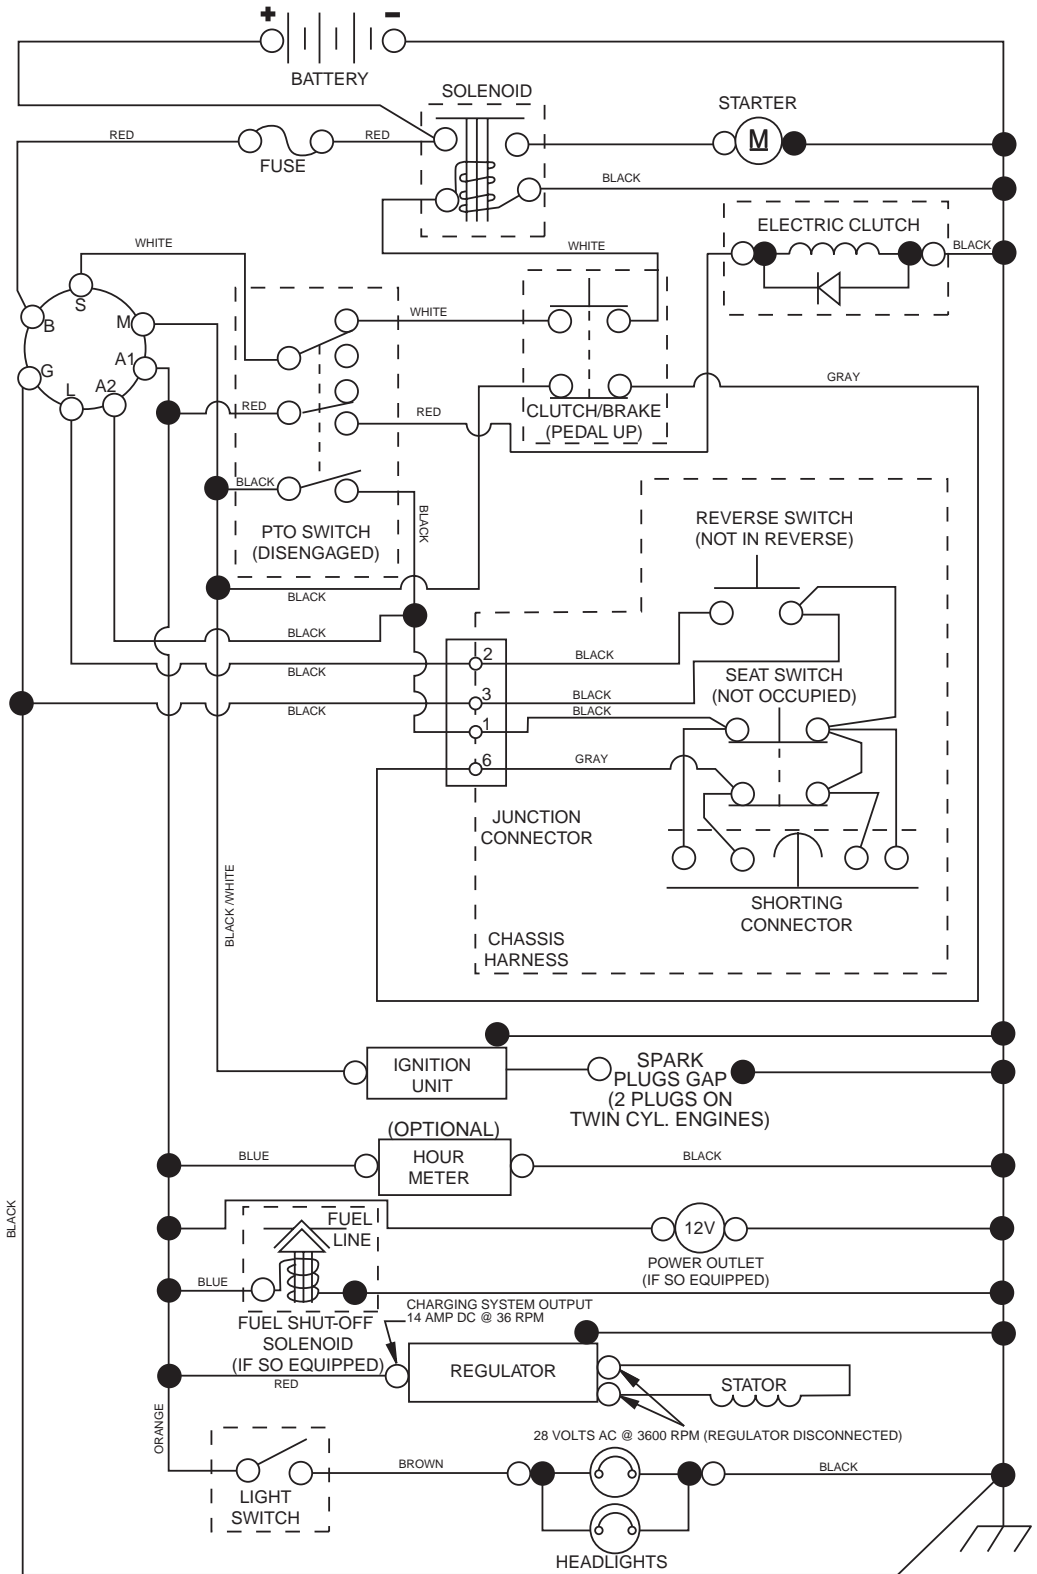 + -
BATTERY
SOLENOID
STARTER
M
RED
FUSE
RED
BLACK
ELECTRIC CLUTCH
BLACK
WHITE
WHITE
S
B
M
G
A1
A2
L
WHITE
RED
RED
CLUTCH/BRAKE
(PEDAL UP)
GRAY
BLACK
BLACK
PTO SWITCH
(DISENGAGED)
REVERSE SWITCH
(NOT IN REVERSE)
BLACK
BLACK
BLACK
BLACK
2
BLACK
SEAT SWITCH
(NOT OCCUPIED)
3
BLACK
1
BLACK
6
GRAY
JUNCTION
CONNECTOR
BLACK /WHITE
SHORTING
CONNECTOR
CHASSIS
HARNESS
IGNITION
UNIT
SPARK
PLUGS GAP
(2 PLUGS ON
TWIN CYL. ENGINES)
(OPTIONAL)
HOUR
METER
BLUE
BLACK
BLACK
FUEL
LINE
12V
POWER OUTLET
(IF SO EQUIPPED)
BLUE
FUEL SHUT-OFF
SOLENOID
(IF SO EQUIPPED)
CHARGING SYSTEM OUTPUT
14 AMP DC @ 36 RPM
RED
REGULATOR
STATOR
28 VOLTS AC @ 3600 RPM (REGULATOR DISCONNECTED)
ORANGE
LIGHT
SWITCH
BROWN
BLACK
HEADLIGHTS